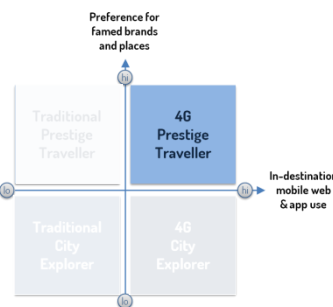 Preference for
famed brands
and places
hi
Traditional
Prestige
Traveller
4G
Prestige
Traveller
lo
hi
In-destination
mobile web
& app use
Traditional
City
Explorer
4G
City
Explorer
lo